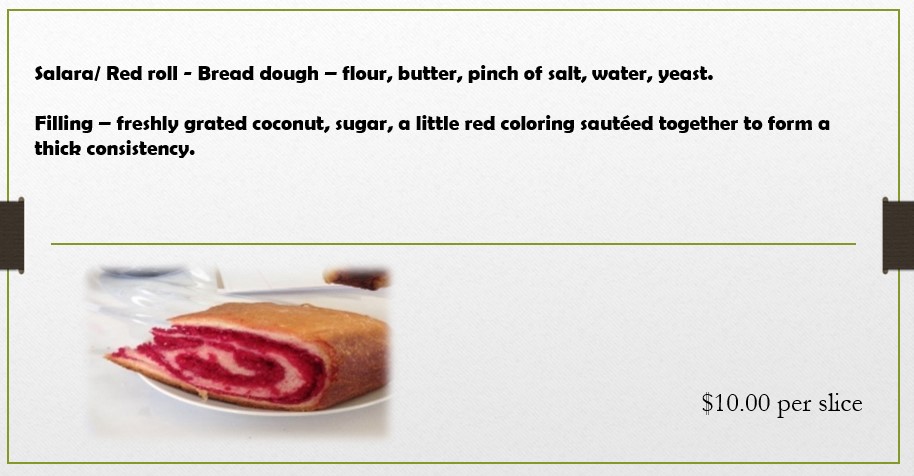 Salara/ Red roll - Bread dough – flour, butter, pinch of salt, water, yeast.
Filling – freshly grated coconut, sugar, a little red coloring sautéed together to form a
thick consistency.
$10.00 per slice